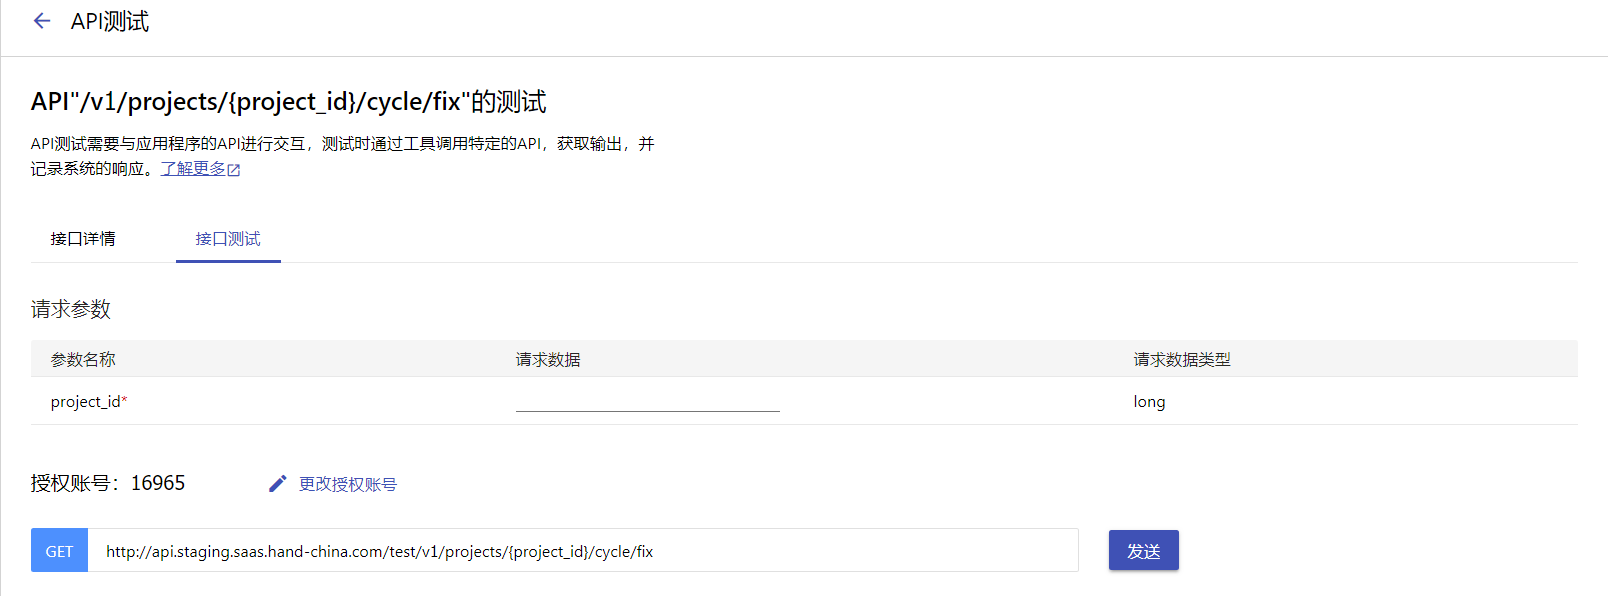 API测试
API"/v1/projects/{project_id}/cycle/fix"的测试
API测试需要与应用程序的API进行交互，测试时通过工具调用特定的API，获取输出，并
记录系统的响应。了解更多
接口详情 接口测试
请求参数
参数名称 请求数据 请求数据类型
project_id* long
授权账号：16965 更改授权账号
GET http://api.staging.saas.hand-china.com/test/v1/projects/{project_id}/cycle/fix 发送